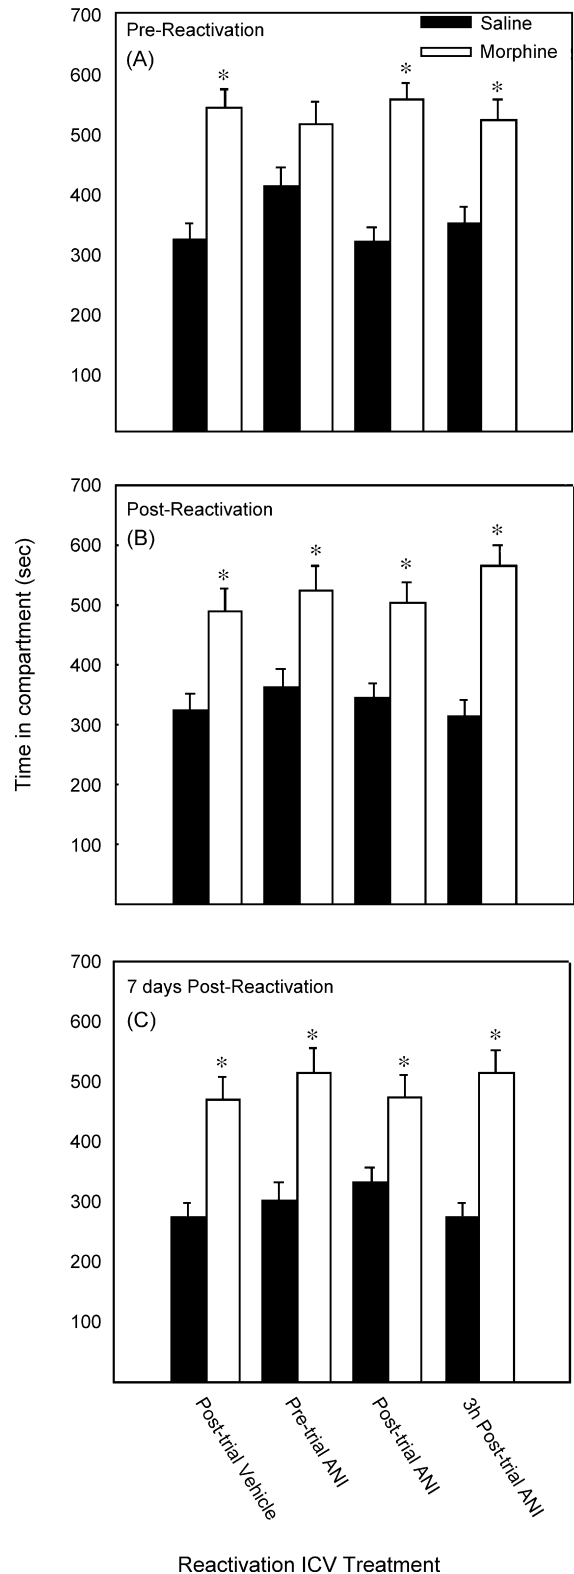 700
600
500
400
300
200
100
Pre-Reactivation
(A)
Saline
Morphine
*
*
*
Time in compartment (sec)
700
600
500
400
300
200
100
Post-Reactivation
(B)
*
*
*
*
700
600
500
400
300
200
100
7 days Post-Reactivation
(C)
*
*
*
*
Post-trial Vehicle
Pre-trial ANI
Post-trial ANI
3h Post-trial ANI
Reactivation ICV Treatment